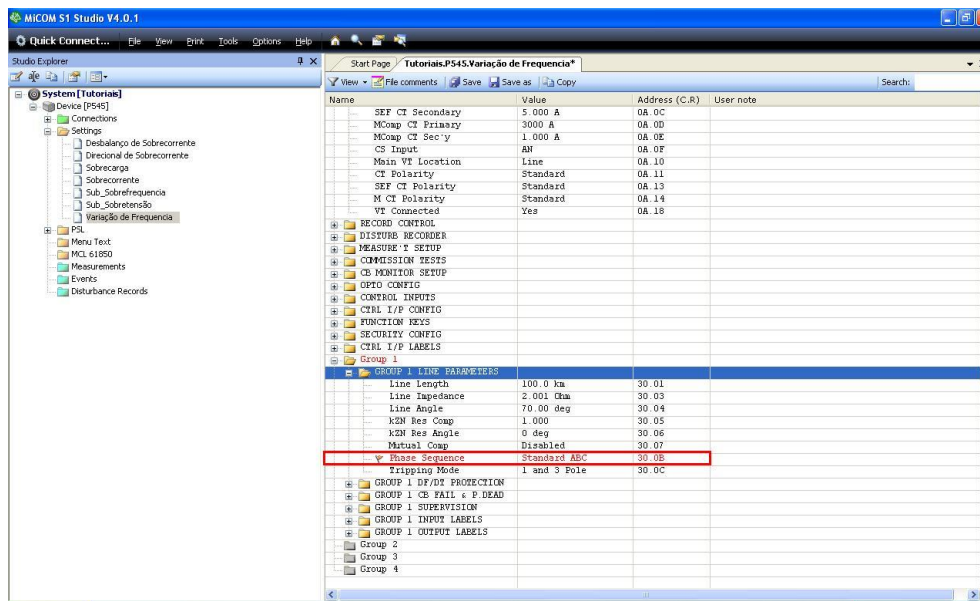 MiCOM S1 Studio V4.0.1
Quick Connect... File View Print Tools Options Help
Studio Explorer
System [Tutoriais]
Device [P545]
Connections
Settings
Desbalanço de Sobrecorrente
Direcional de Sobrecorrente
Sobrecarga
Sobrecorrente
Sub_Sobrefrequencia
Sub_Sobretensão
Variação de Frequencia
PSL
Menu Text
MCL 61850
Measurements
Events
Disturbance Records
Start Page Tutoriais.P545.Variação de Frequencia*
View File comments Save Save as Copy Search:
Name Value Address (C.R) User note
SEF CT Secondary 5.000 A 0A.0C
MComp CT Primary 3000 A 0A.0D
MComp CT Sec'y 1.000 A 0A.0E
CS Input AN 0A.0F
Main VT Location Line 0A.10
CT Polarity Standard 0A.11
SEF CT Polarity Standard 0A.13
M CT Polarity Standard 0A.14
VT Connected Yes 0A.18
RECORD CONTROL
DISTURB RECORDER
MEASURE'T SETUP
COMMISSION TESTS
CB MONITOR SETUP
OPTO CONFIG
CONTROL INPUTS
CTRL I/P CONFIG
FUNCTION KEYS
SECURITY CONFIG
CTRL I/P LABELS
Group 1
GROUP 1 LINE PARAMETERS
Line Length 100.0 km 30.01
Line Impedance 2.001 Ohm 30.03
Line Angle 70.00 deg 30.04
kZN Res Comp 1.000 30.05
kZN Res Angle 0 deg 30.06
Mutual Comp Disabled 30.07
Phase Sequence Standard ABC 30.0B
Tripping Mode 1 and 3 Pole 30.0C
GROUP 1 DF/DT PROTECTION
GROUP 1 CB FAIL & P.DEAD
GROUP 1 SUPERVISION
GROUP 1 INPUT LABELS
GROUP 1 OUTPUT LABELS
Group 2
Group 3
Group 4